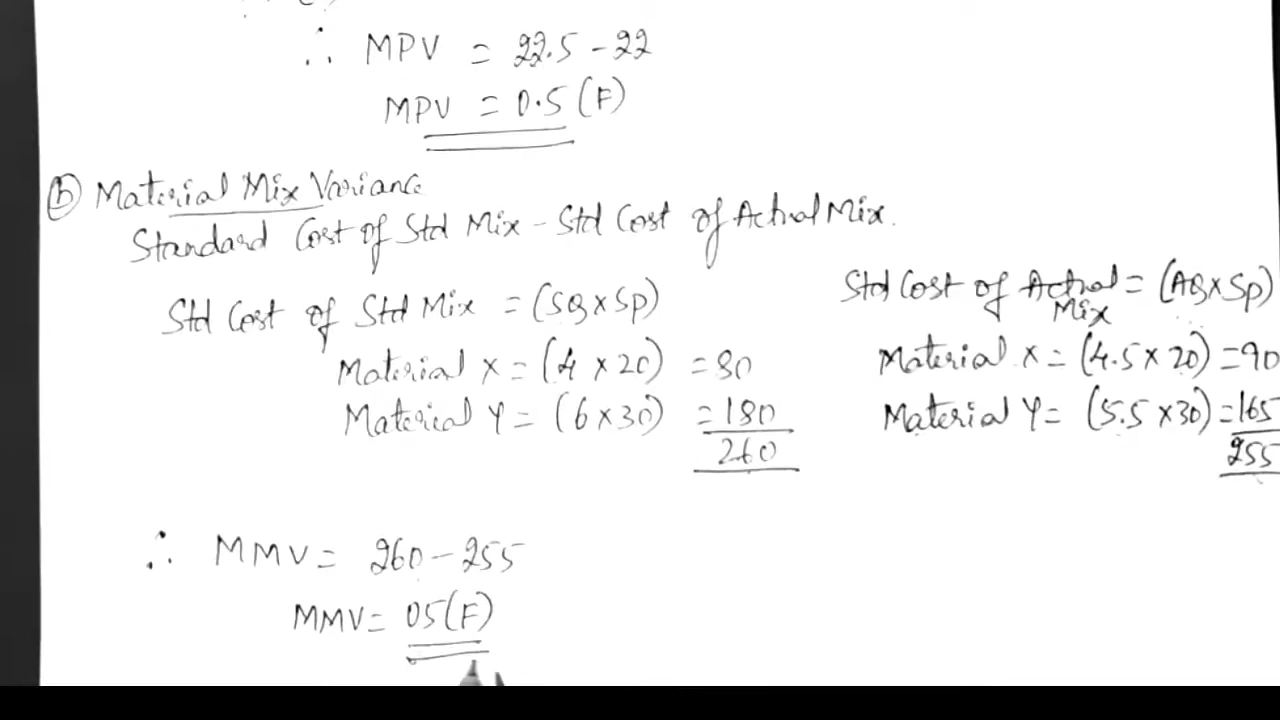 ∴ MPV = 22.5 - 22
MPV = 0.5 (F)
(b) Material Mix Variance
Standard Cost of Std Mix - Std Cost of Actual Mix.
Std Cost of Std Mix = (SQ x SP)
Material X = (4 x 20) = 80
Material Y = (6 x 30) = 180
260
Std Cost of Actual Mix = (AQ x SP)
Material X = (4.5 x 20) = 90
Material Y = (5.5 x 30) = 165
255
∴ MMV = 260 - 255
MMV = 05 (F)